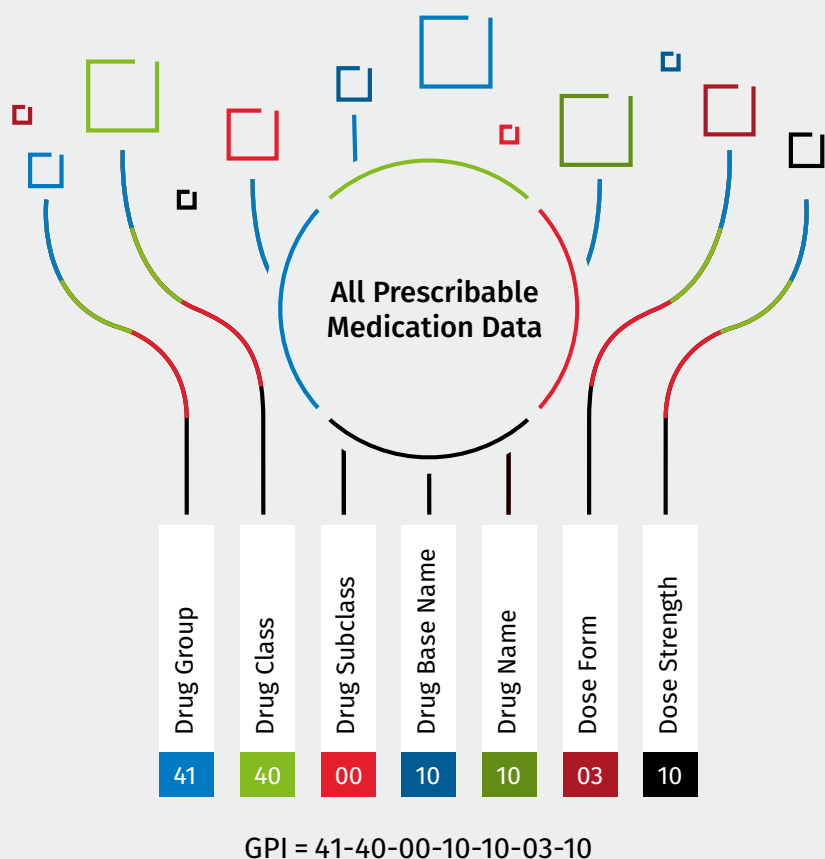 All Prescribable
Medication Data
Drug Group
Drug Class
Drug Subclass
Drug Base Name
Drug Name
Dose Form
Dose Strength
41
40
00
10
10
03
10
GPI = 41-40-00-10-10-03-10